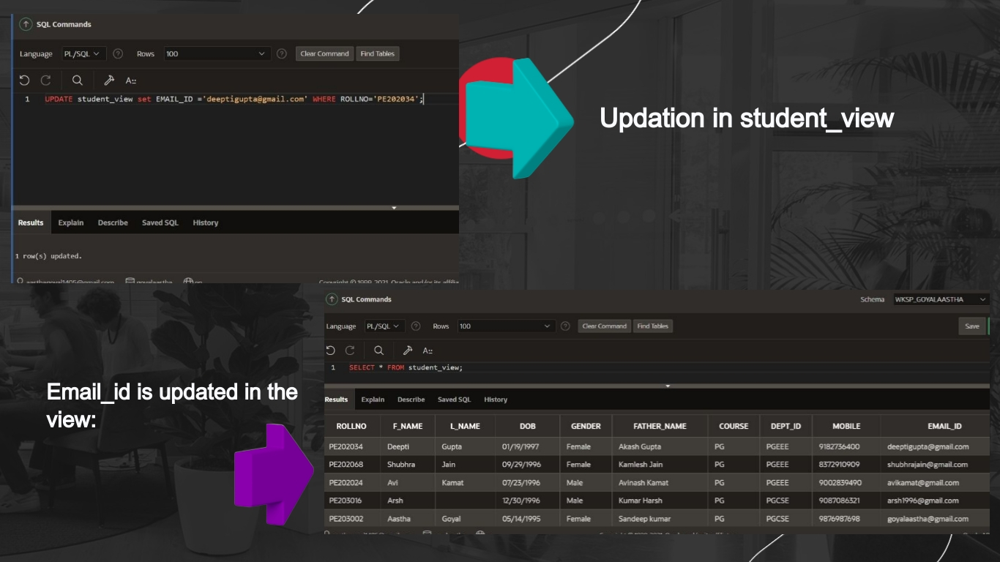 SQL Commands
Language PL/SQL Rows 100 Clear Command Find Tables
A::
1 UPDATE student_view set EMAIL_ID ='deeptigupta@gmail.com' WHERE ROLLNO='PE202034';
Updation in student_view
Results Explain Describe Saved SQL History
1 row(s) updated.
aasthagoyal1405@gmail.com goyalaastha en Copyright © 1999, 2021, Oracle and/or its affilia
SQL Commands Schema WKSP_GOYALAASTHA
Language PL/SQL Rows 100 Clear Command Find Tables Save
A::
1 SELECT * FROM student_view;
Email_id is updated in the
view:
Results Explain Describe Saved SQL History
ROLLNO F_NAME L_NAME DOB GENDER FATHER_NAME COURSE DEPT_ID MOBILE EMAIL_ID
PE202034 Deepti Gupta 01/19/1997 Female Akash Gupta PG PGEEE 9182736400 deeptigupta@gmail.com
PE202068 Shubhra Jain 09/29/1996 Female Kamlesh Jain PG PGEEE 8372910909 shubhrajain@gmail.com
PE202024 Avi Kamat 07/23/1996 Male Avinash Kamat PG PGEEE 9002839490 avikamat@gmail.com
PE203016 Arsh 12/30/1996 Male Kumar Harsh PG PGCSE 9087086321 arsh1996@gmail.com
PE203002 Aastha Goyal 05/14/1995 Female Sandeep kumar PG PGCSE 9876987698 goyalaastha@gmail.com